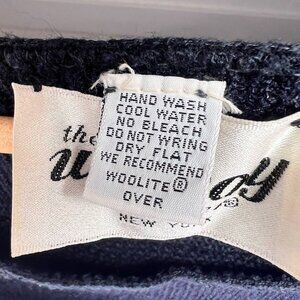 HAND WASH
COOL WATER
NO BLEACH
DO NOT WRING
DRY FLAT
WE RECOMMEND
WOOLITE®
OVER
the
NEW YORK